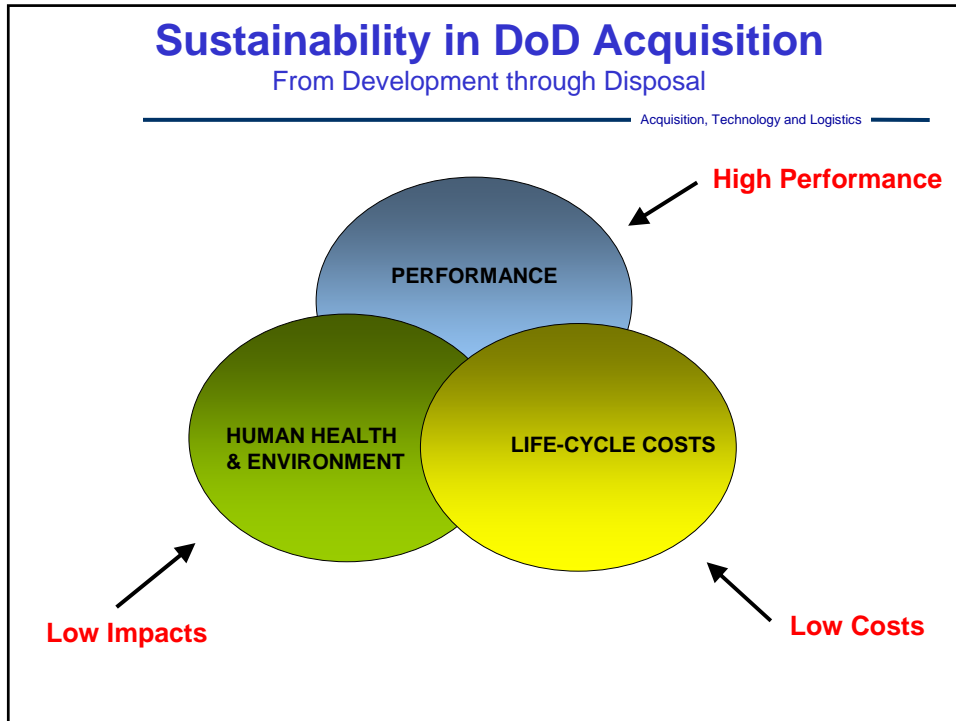 Sustainability in DoD Acquisition
From Development through Disposal
Acquisition, Technology and Logistics
High Performance
PERFORMANCE
HUMAN HEALTH
& ENVIRONMENT
LIFE-CYCLE COSTS
Low Impacts
Low Costs